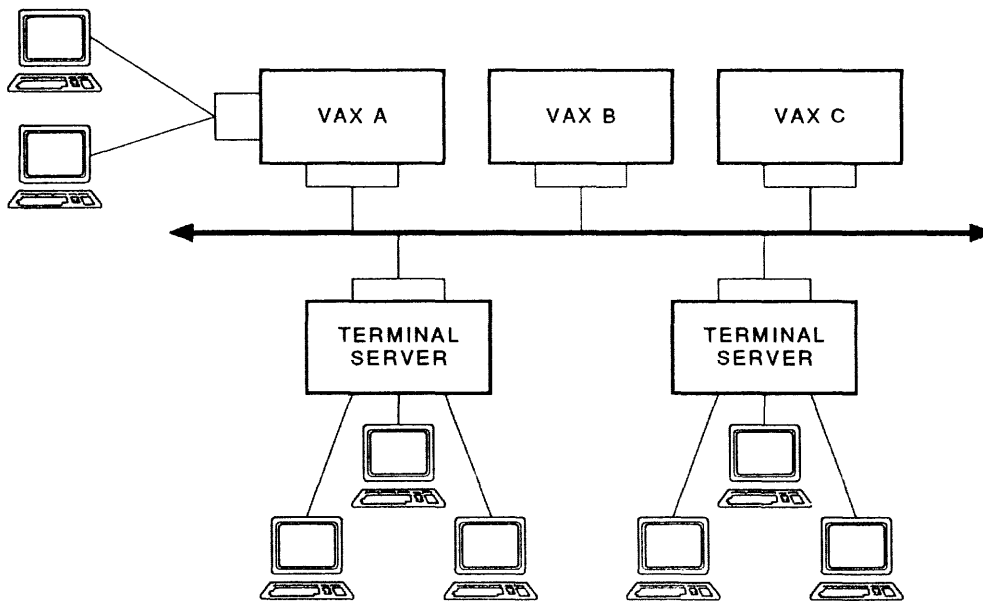 VAX A
VAX B
VAX C
TERMINAL
SERVER
TERMINAL
SERVER